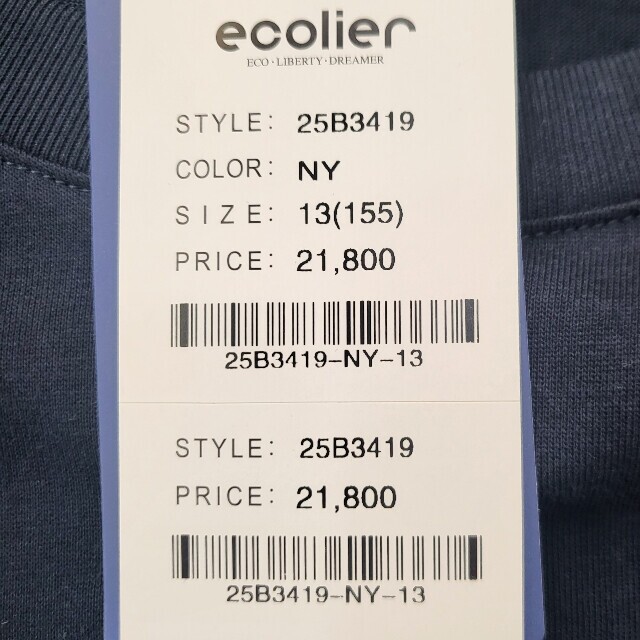 ecolier
ECO·LIBERTY·DREAMER
STYLE: 25B3419
COLOR: NY
SIZE: 13(155)
PRICE: 21,800
25B3419-NY-13
STYLE: 25B3419
PRICE: 21,800
25B3419-NY-13